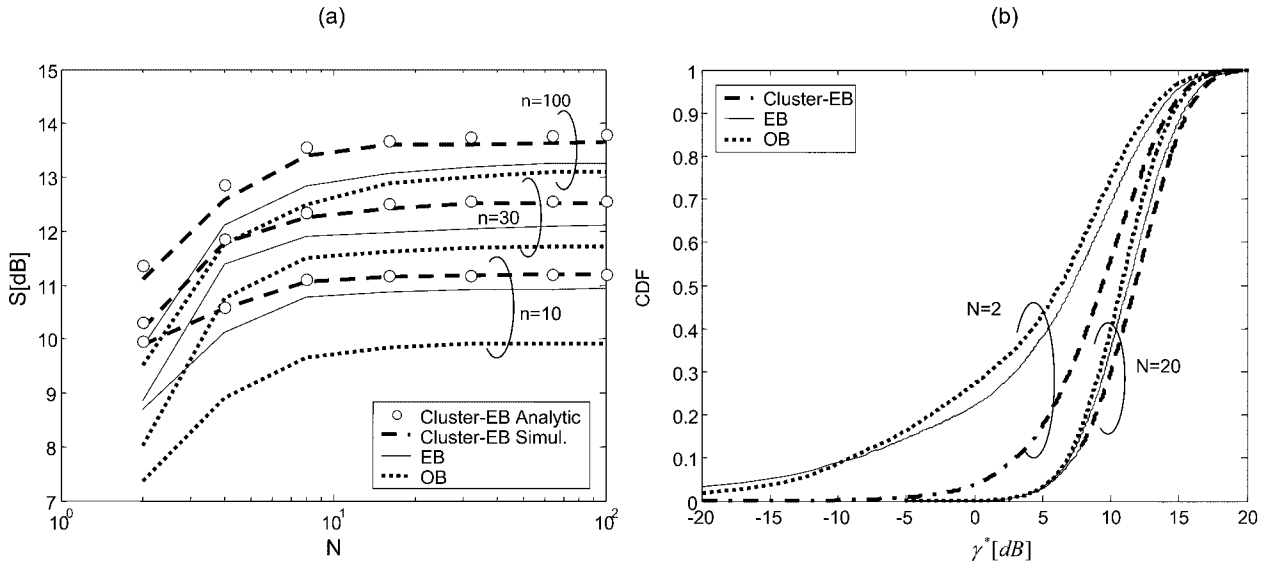 (a)
15
14
13
12
11
10
9
8
7
S[dB]
10^0
10^1
10^2
N
n=100
n=30
n=10
Cluster-EB Analytic
Cluster-EB Simul.
EB
OB
(b)
1
0.9
0.8
0.7
0.6
0.5
0.4
0.3
0.2
0.1
0
CDF
-20
-15
-10
-5
0
5
10
15
20
γ*[dB]
Cluster-EB
EB
OB
N=2
N=20